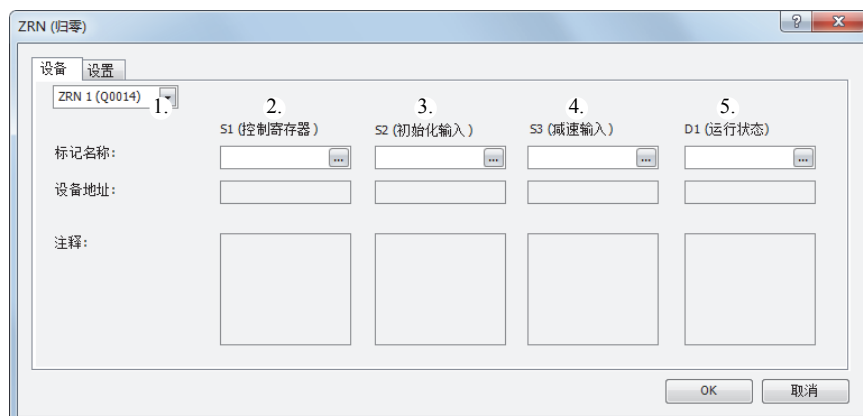 ZRN (归零)
设备 设置
ZRN 1 (Q0014) 1. 2. 3. 4. 5.
S1 (控制寄存器) S2 (初始化输入) S3 (减速输入) D1 (运行状态)
标记名称: ... ... ... ...
设备地址:
注释:
OK 取消